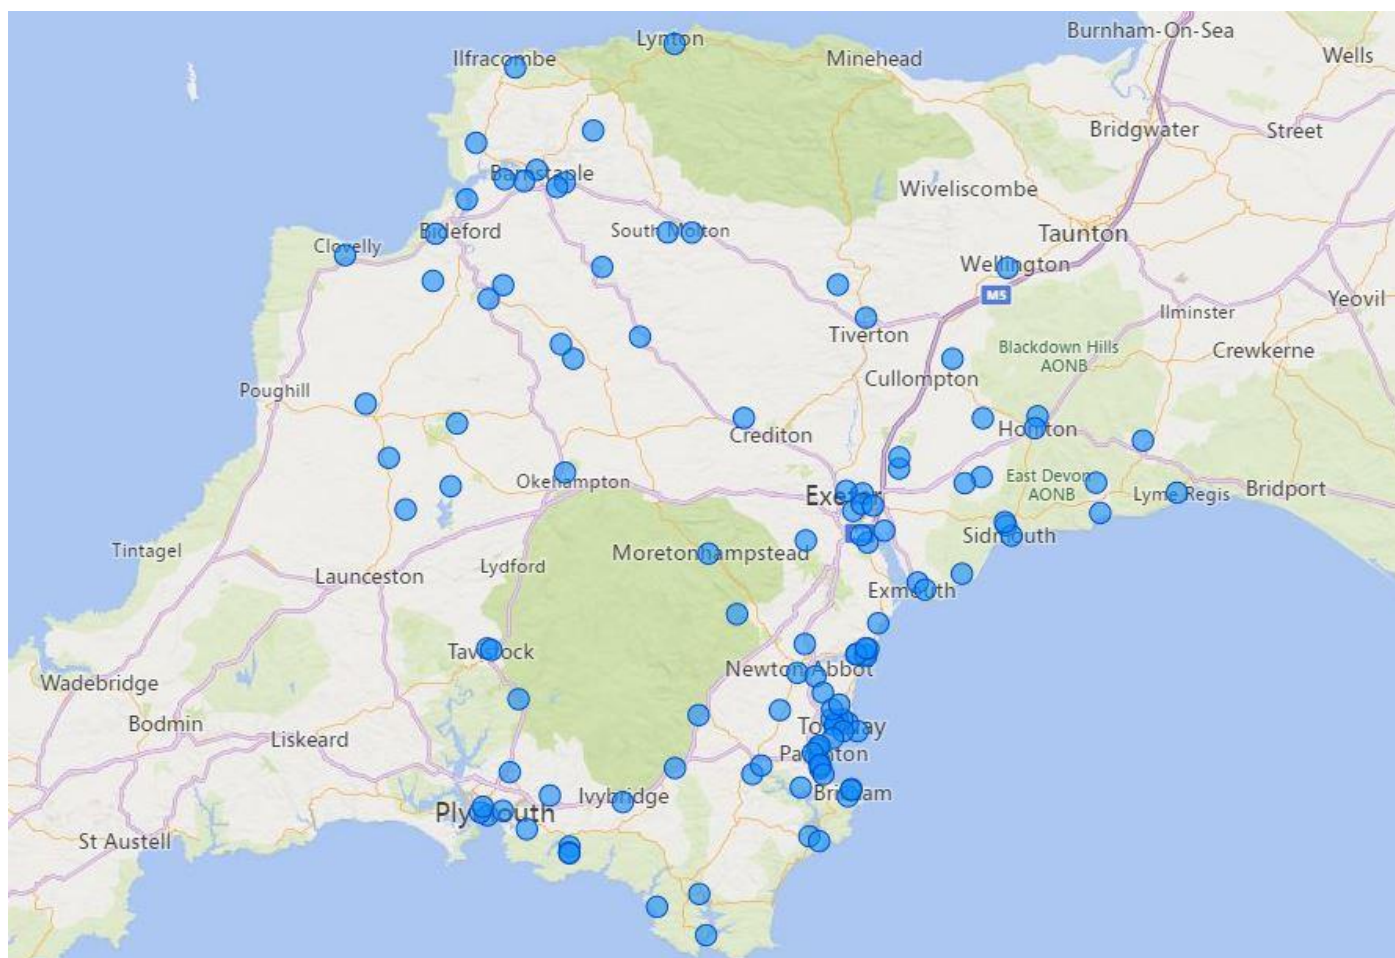 Burnham-On-Sea
Lynton
Ilfracombe
Minehead
Wells
Bridgwater
Street
Barnstaple
Wiveliscombe
Bideford
South Molton
Taunton
Clovelly
Wellington
M5
Yeovil
Ilminster
Tiverton
Blackdown Hills
AONB
Crewkerne
Cullompton
Poughill
Honiton
Crediton
East Devon
AONB
Okehampton
Exeter
Lyme Regis
Bridport
Sidmouth
Tintagel
Moretonhampstead
Lydford
Launceston
Exmouth
Tavistock
Newton Abbot
Wadebridge
Bodmin
Torbay
Liskeard
Paignton
Ivybridge
Brixham
Plymouth
St Austell